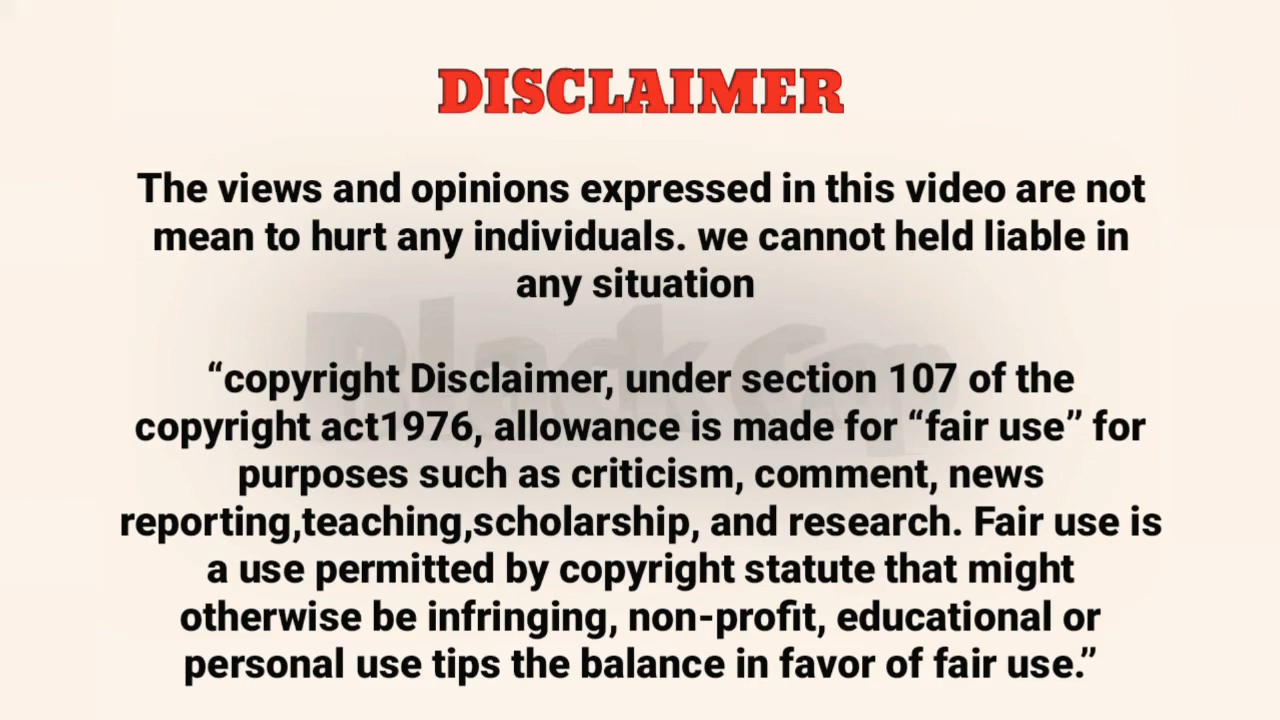 DISCLAIMER
The views and opinions expressed in this video are not
mean to hurt any individuals. we cannot held liable in
any situation
Black Cap
“copyright Disclaimer, under section 107 of the
copyright act1976, allowance is made for “fair use” for
purposes such as criticism, comment, news
reporting,teaching,scholarship, and research. Fair use is
a use permitted by copyright statute that might
otherwise be infringing, non-profit, educational or
personal use tips the balance in favor of fair use.”